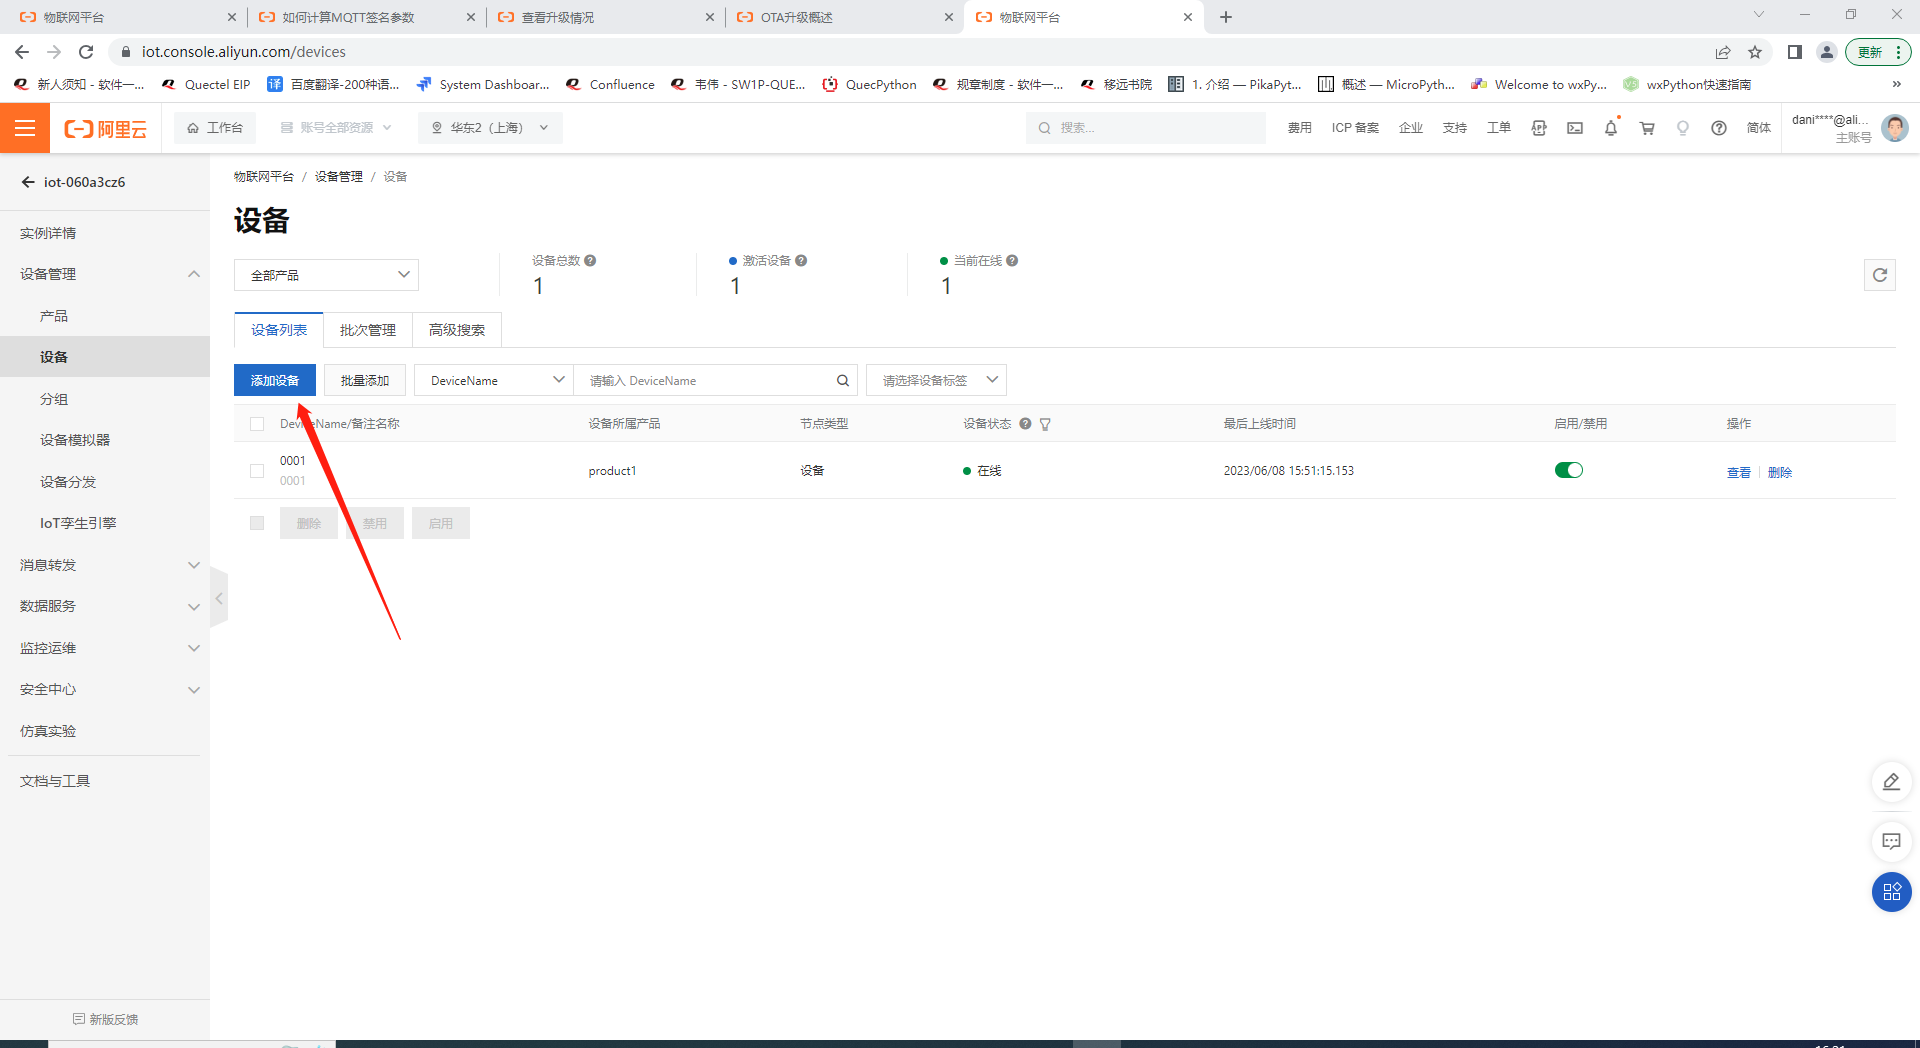 物联网平台
如何计算MQTT签名参数
查看升级情况
OTA升级概述
物联网平台
iot.console.aliyun.com/devices
更新
新人须知 - 软件一...
Quectel EIP
百度翻译-200种语...
System Dashboar...
Confluence
韦伟 - SW1P-QUE...
QuecPython
规章制度 - 软件一...
移远书院
1. 介绍 — PikaPyt...
概述 — MicroPyth...
Welcome to wxPy...
wxPython快速指南
阿里云
工作台
账号全部资源
华东2（上海）
搜索...
费用
ICP 备案
企业
支持
工单
简体
dani****@ali...
主账号
iot-060a3cz6
实例详情
设备管理
产品
设备
分组
设备模拟器
设备分发
IoT孪生引擎
消息转发
数据服务
监控运维
安全中心
仿真实验
文档与工具
新版反馈
物联网平台 / 设备管理 / 设备
设备
全部产品
设备总数
1
激活设备
1
当前在线
1
设备列表
批次管理
高级搜索
添加设备
批量添加
DeviceName
请输入 DeviceName
请选择设备标签
DeviceName/备注名称
设备所属产品
节点类型
设备状态
最后上线时间
启用/禁用
操作
0001
0001
product1
设备
在线
2023/06/08 15:51:15.153
查看
删除
删除
禁用
启用